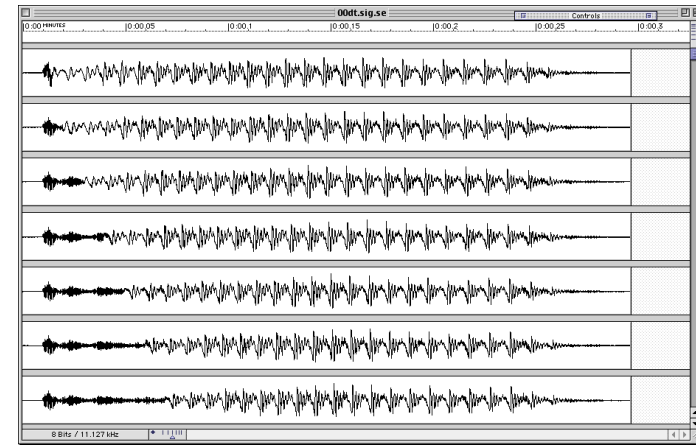 00dt.sig.se
Controls
0:00 MINUTES 0:00,05 0:00,1 0:00,15 0:00,2 0:00,25 0:00,3
8 Bits / 11.127 kHz